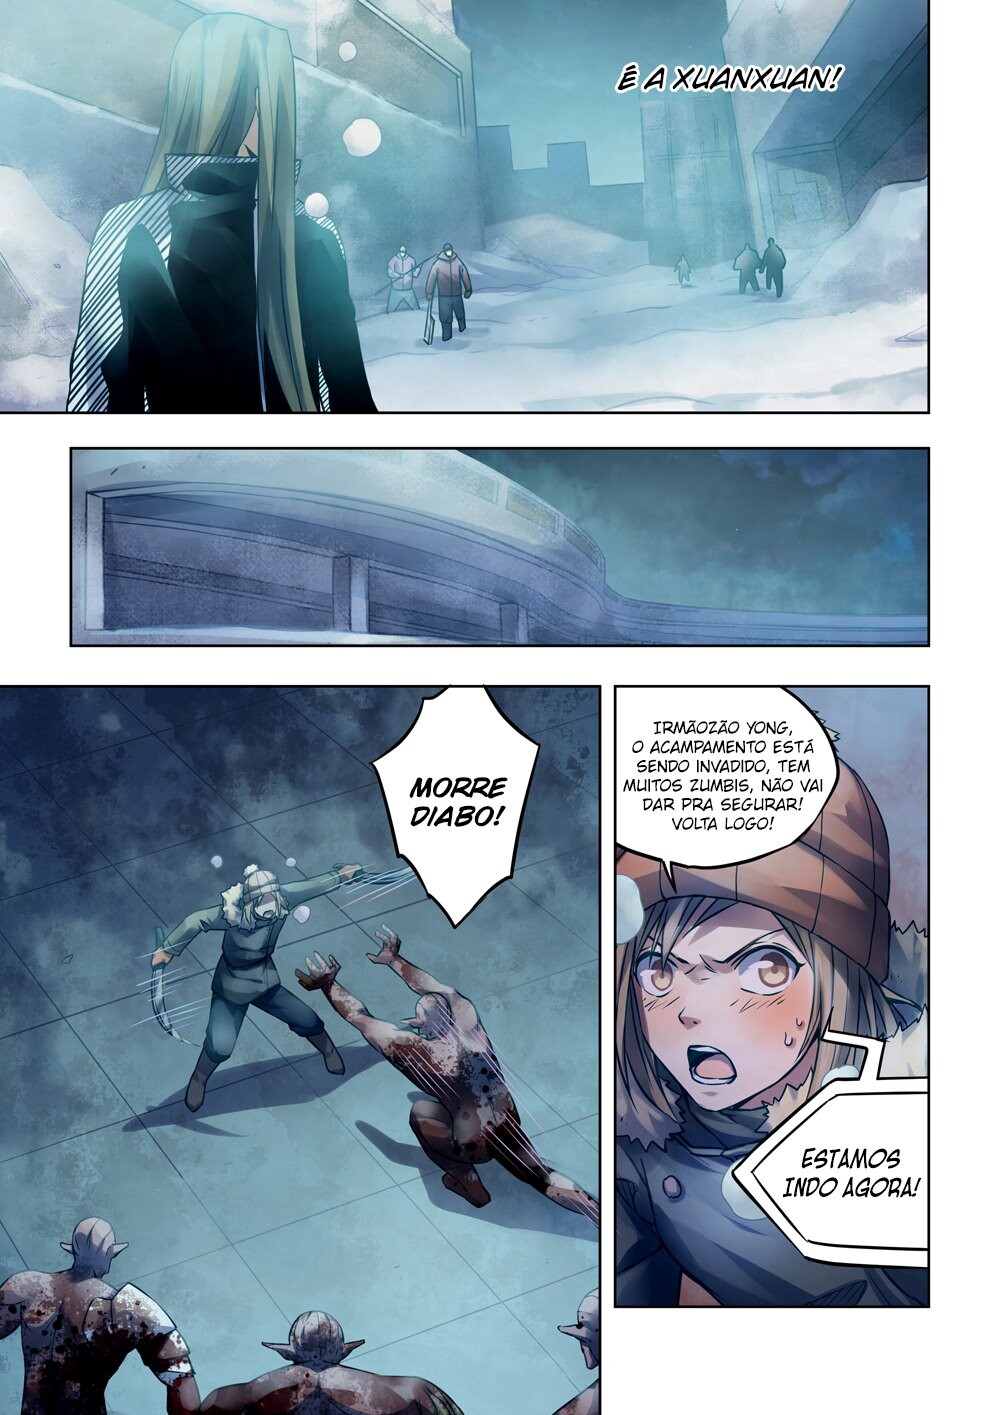 É A XUANXUAN!
MORRE
DIABO!
IRMÃOZÃO YONG,
O ACAMPAMENTO ESTÁ
SENDO INVADIDO, TEM
MUITOS ZUMBIS, NÃO VAI
DAR PRA SEGURAR!
VOLTA LOGO!
ESTAMOS
INDO AGORA!